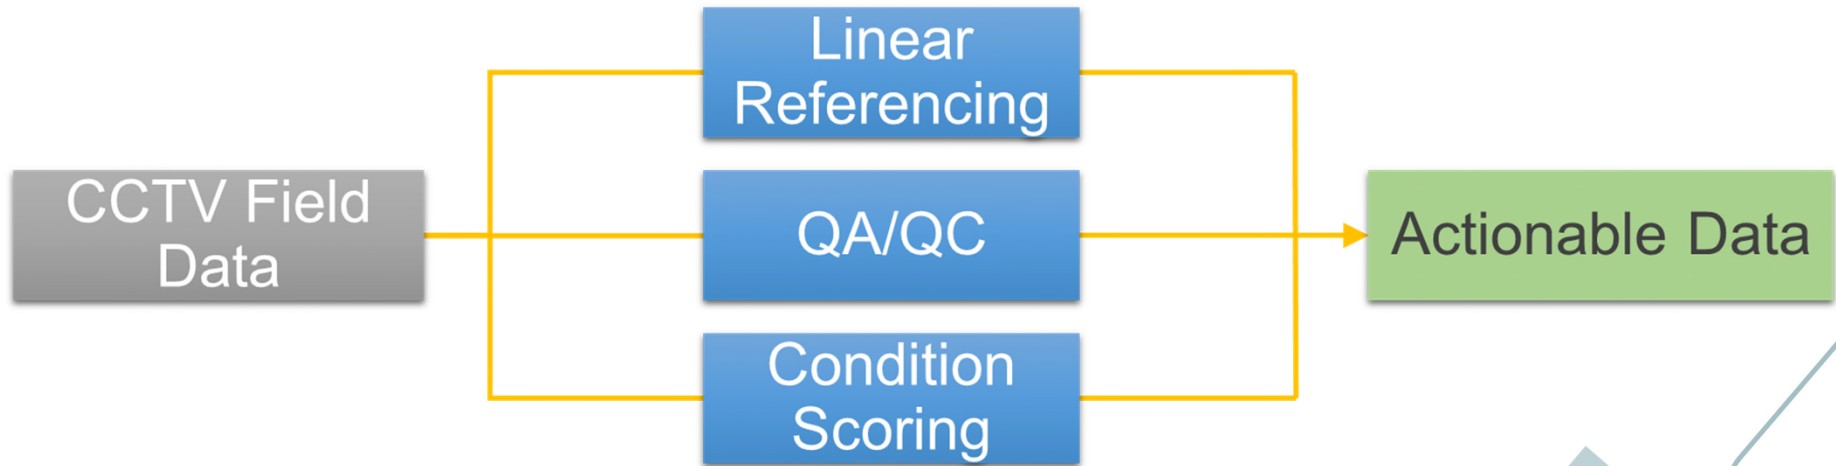 CCTV Field
Data
Linear
Referencing
QA/QC
Condition
Scoring
Actionable Data